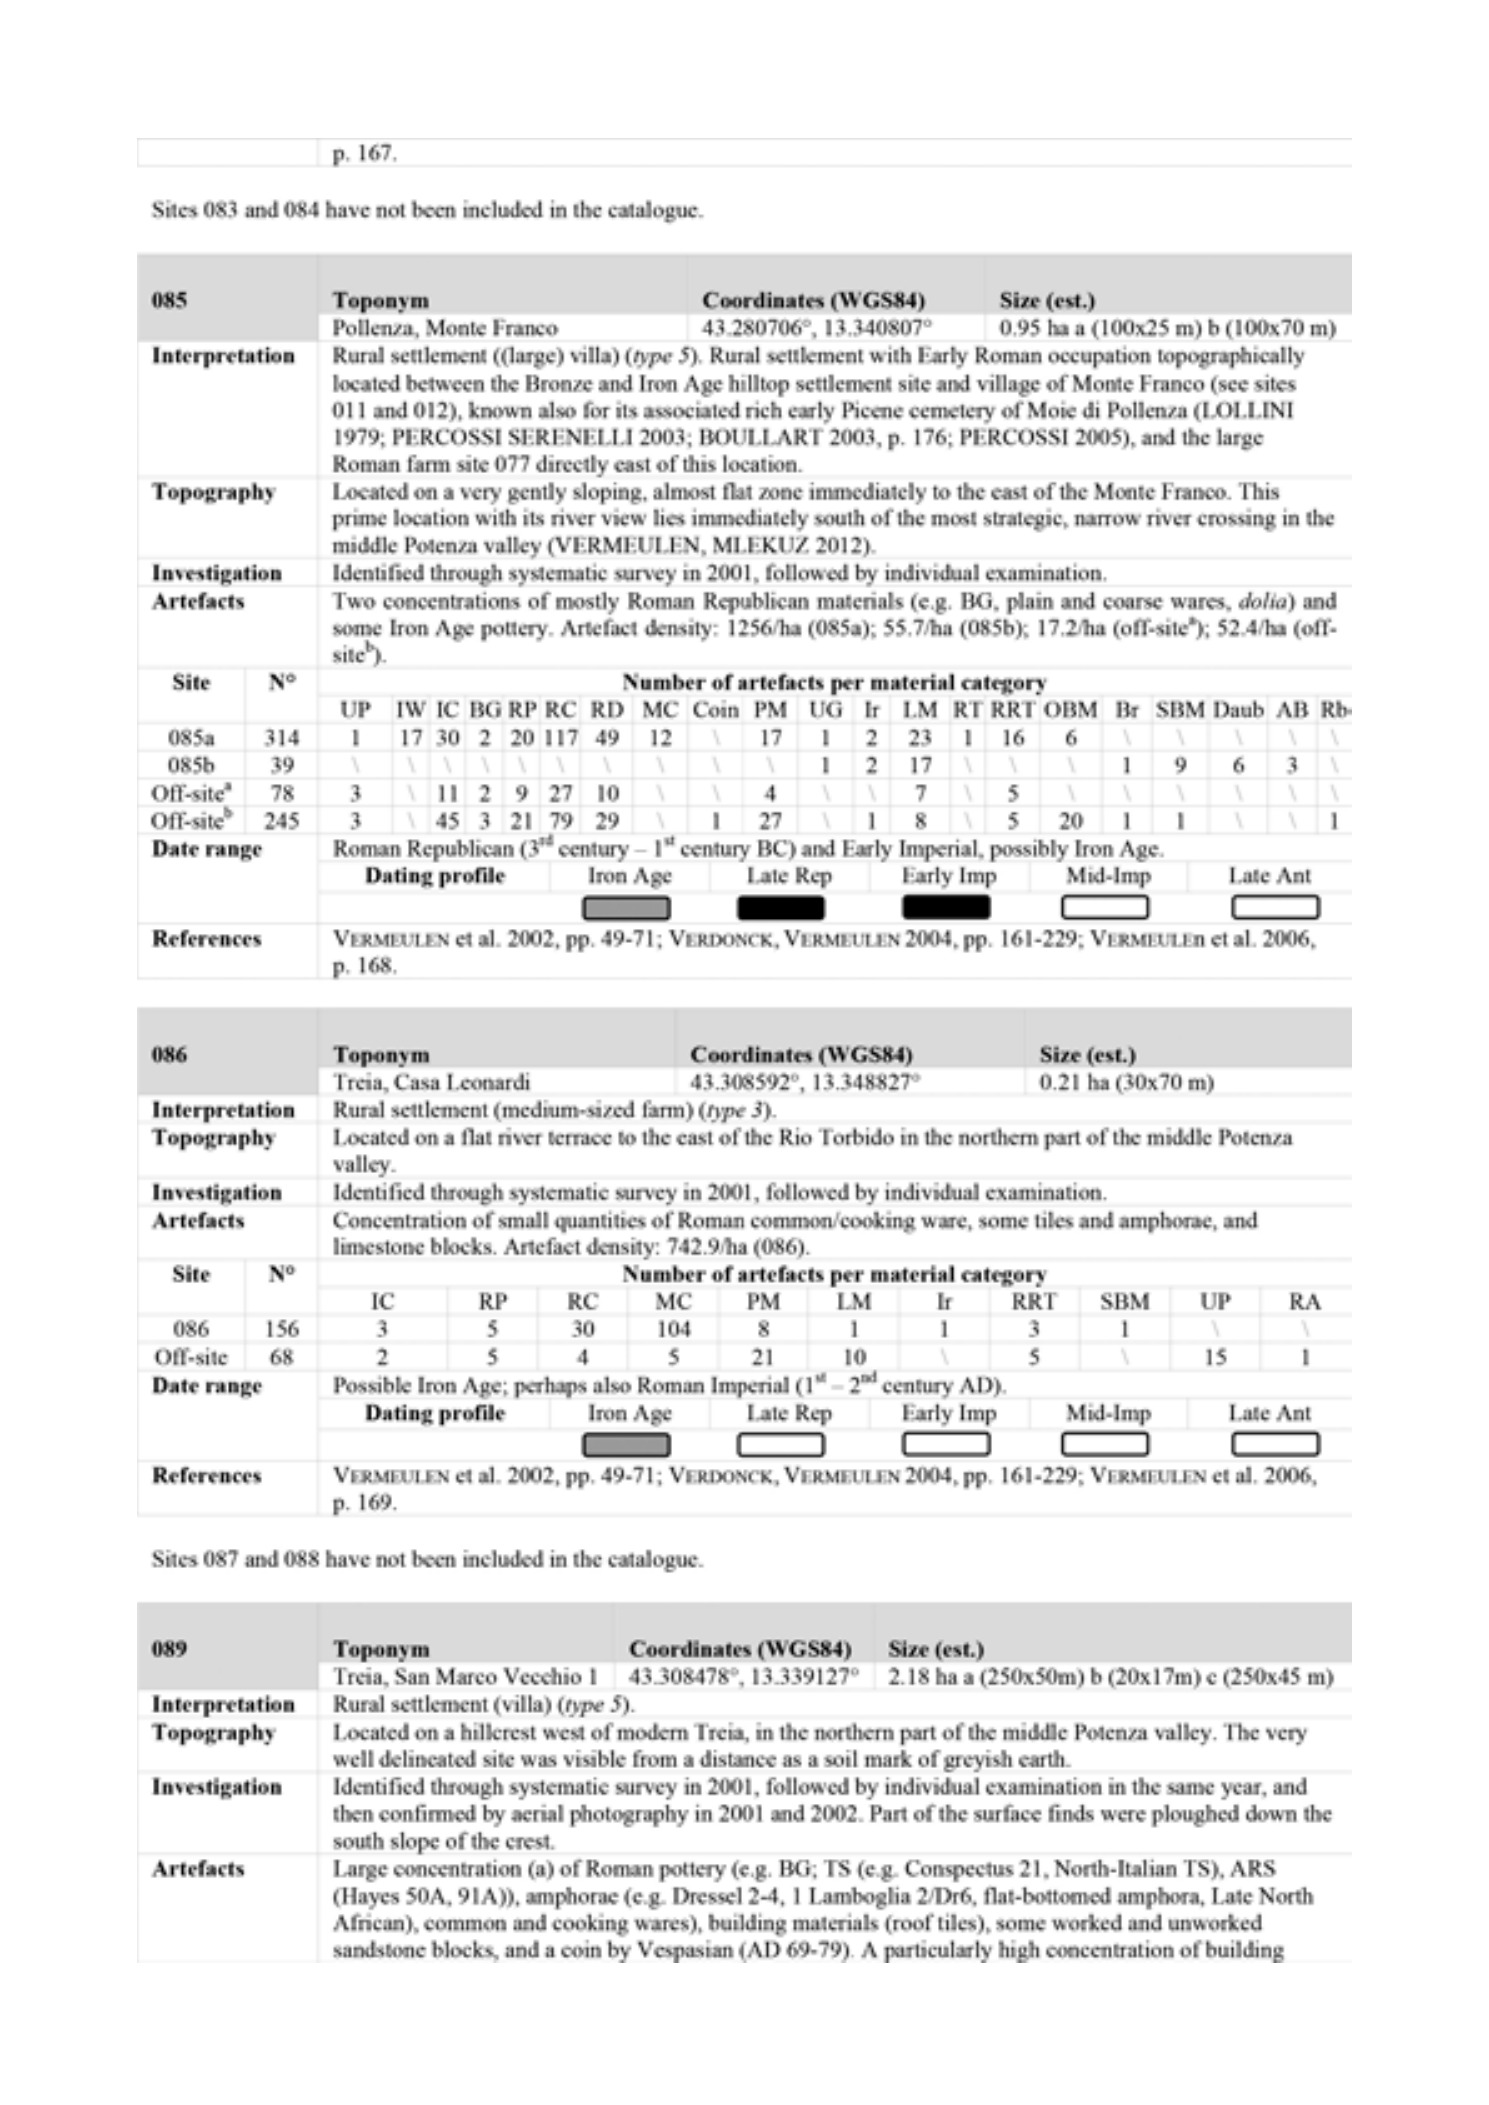 p. 167.
Sites 083 and 084 have not been included in the catalogue.
085 Toponym Coordinates (WGS84) Size (est.)
Pollenza, Monte Franco 43.280706°, 13.340807° 0.95 ha a (100x25 m) b (100x70 m)
Interpretation Rural settlement ((large) villa) (type 5). Rural settlement with Early Roman occupation topographically
located between the Bronze and Iron Age hilltop settlement site and village of Monte Franco (see sites
011 and 012), known also for its associated rich early Picene cemetery of Moie di Pollenza (LOLLINI
1979; PERCOSSI SERENELLI 2003; BOULLART 2003, p. 176; PERCOSSI 2005), and the large
Roman farm site 077 directly east of this location.
Topography Located on a very gently sloping, almost flat zone immediately to the east of the Monte Franco. This
prime location with its river view lies immediately south of the most strategic, narrow river crossing in the
middle Potenza valley (VERMEULEN, MLEKUZ 2012).
Investigation Identified through systematic survey in 2001, followed by individual examination.
Artefacts Two concentrations of mostly Roman Republican materials (e.g. BG, plain and coarse wares, dolia) and
some Iron Age pottery. Artefact density: 1256/ha (085a); 55.7/ha (085b); 17.2/ha (off-siteᵃ); 52.4/ha (off-
siteᵇ).
Site N° Number of artefacts per material category
UP IW IC BG RP RC RD MC Coin PM UG Ir LM RT RRT OBM Br SBM Daub AB Rb-
085a 314 1 17 30 2 20 117 49 12 \ 17 1 2 23 1 16 6 \ \ \ \ \
085b 39 \ \ \ \ \ \ \ \ \ \ 1 2 17 \ \ \ 1 9 6 3 \
Off-siteᵃ 78 3 \ 11 2 9 27 10 \ \ 4 \ \ 7 \ 5 \ \ \ \ \ \
Off-siteᵇ 245 3 \ 45 3 21 79 29 \ 1 27 \ 1 8 \ 5 20 1 1 \ \ 1
Date range Roman Republican (3rd century – 1st century BC) and Early Imperial, possibly Iron Age.
Dating profile Iron Age Late Rep Early Imp Mid-Imp Late Ant
References VERMEULEN et al. 2002, pp. 49-71; VERDONCK, VERMEULEN 2004, pp. 161-229; VERMEULEn et al. 2006,
p. 168.
086 Toponym Coordinates (WGS84) Size (est.)
Treia, Casa Leonardi 43.308592°, 13.348827° 0.21 ha (30x70 m)
Interpretation Rural settlement (medium-sized farm) (type 3).
Topography Located on a flat river terrace to the east of the Rio Torbido in the northern part of the middle Potenza
valley.
Investigation Identified through systematic survey in 2001, followed by individual examination.
Artefacts Concentration of small quantities of Roman common/cooking ware, some tiles and amphorae, and
limestone blocks. Artefact density: 742.9/ha (086).
Site N° Number of artefacts per material category
IC RP RC MC PM LM Ir RRT SBM UP RA
086 156 3 5 30 104 8 1 1 3 1 \ \
Off-site 68 2 5 4 5 21 10 \ 5 \ 15 1
Date range Possible Iron Age; perhaps also Roman Imperial (1st – 2nd century AD).
Dating profile Iron Age Late Rep Early Imp Mid-Imp Late Ant
References VERMEULEN et al. 2002, pp. 49-71; VERDONCK, VERMEULEN 2004, pp. 161-229; VERMEULEN et al. 2006,
p. 169.
Sites 087 and 088 have not been included in the catalogue.
089 Toponym Coordinates (WGS84) Size (est.)
Treia, San Marco Vecchio 1 43.308478°, 13.339127° 2.18 ha a (250x50m) b (20x17m) c (250x45 m)
Interpretation Rural settlement (villa) (type 5).
Topography Located on a hillcrest west of modern Treia, in the northern part of the middle Potenza valley. The very
well delineated site was visible from a distance as a soil mark of greyish earth.
Investigation Identified through systematic survey in 2001, followed by individual examination in the same year, and
then confirmed by aerial photography in 2001 and 2002. Part of the surface finds were ploughed down the
south slope of the crest.
Artefacts Large concentration (a) of Roman pottery (e.g. BG; TS (e.g. Conspectus 21, North-Italian TS), ARS
(Hayes 50A, 91A)), amphorae (e.g. Dressel 2-4, 1 Lamboglia 2/Dr6, flat-bottomed amphora, Late North
African), common and cooking wares), building materials (roof tiles), some worked and unworked
sandstone blocks, and a coin by Vespasian (AD 69-79). A particularly high concentration of building